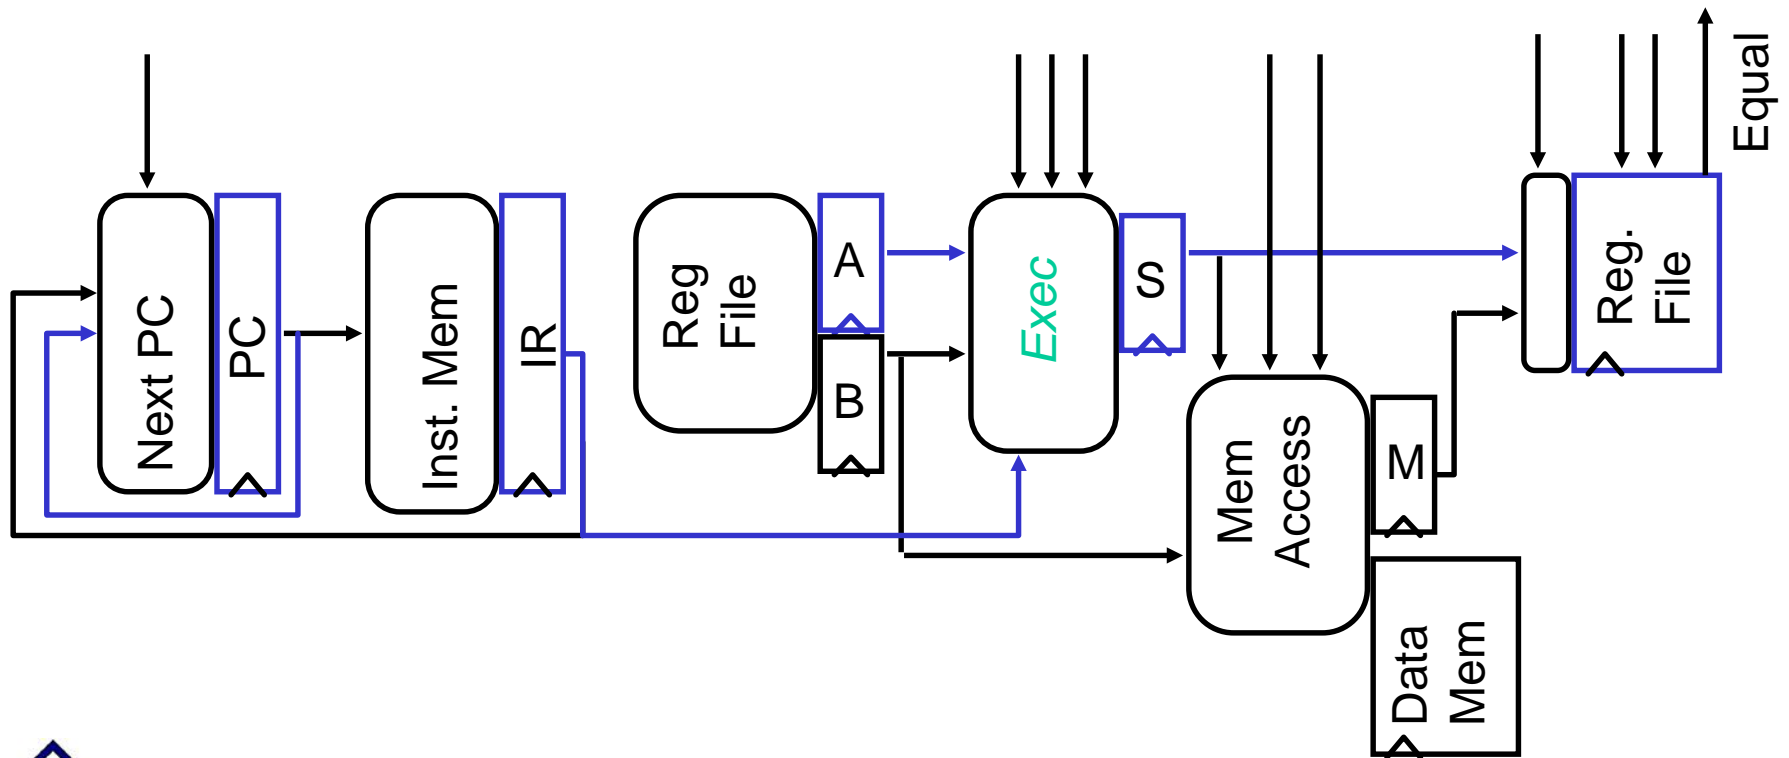 Next PC
PC
Inst. Mem
IR
Reg
File
A
B
Exec
S
Mem
Access
M
Data
Mem
Reg.
File
Equal